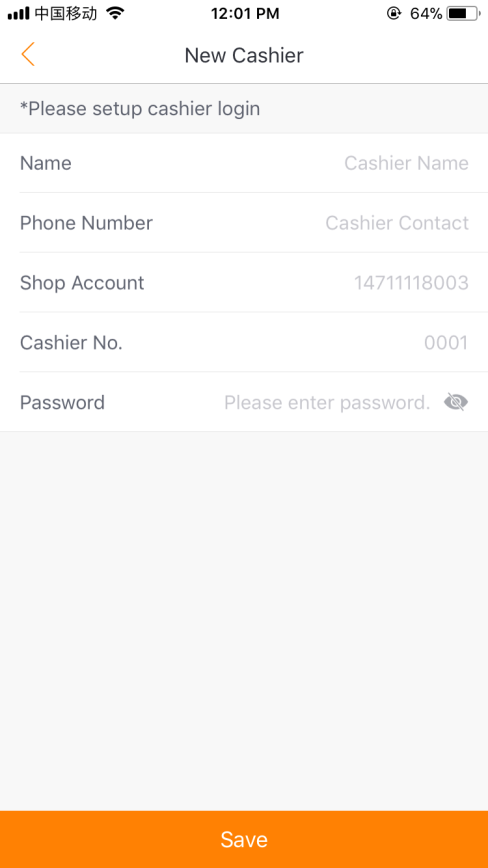 中国移动 12:01 PM 64%
New Cashier
*Please setup cashier login
Name Cashier Name
Phone Number Cashier Contact
Shop Account 14711118003
Cashier No. 0001
Password Please enter password.
Save